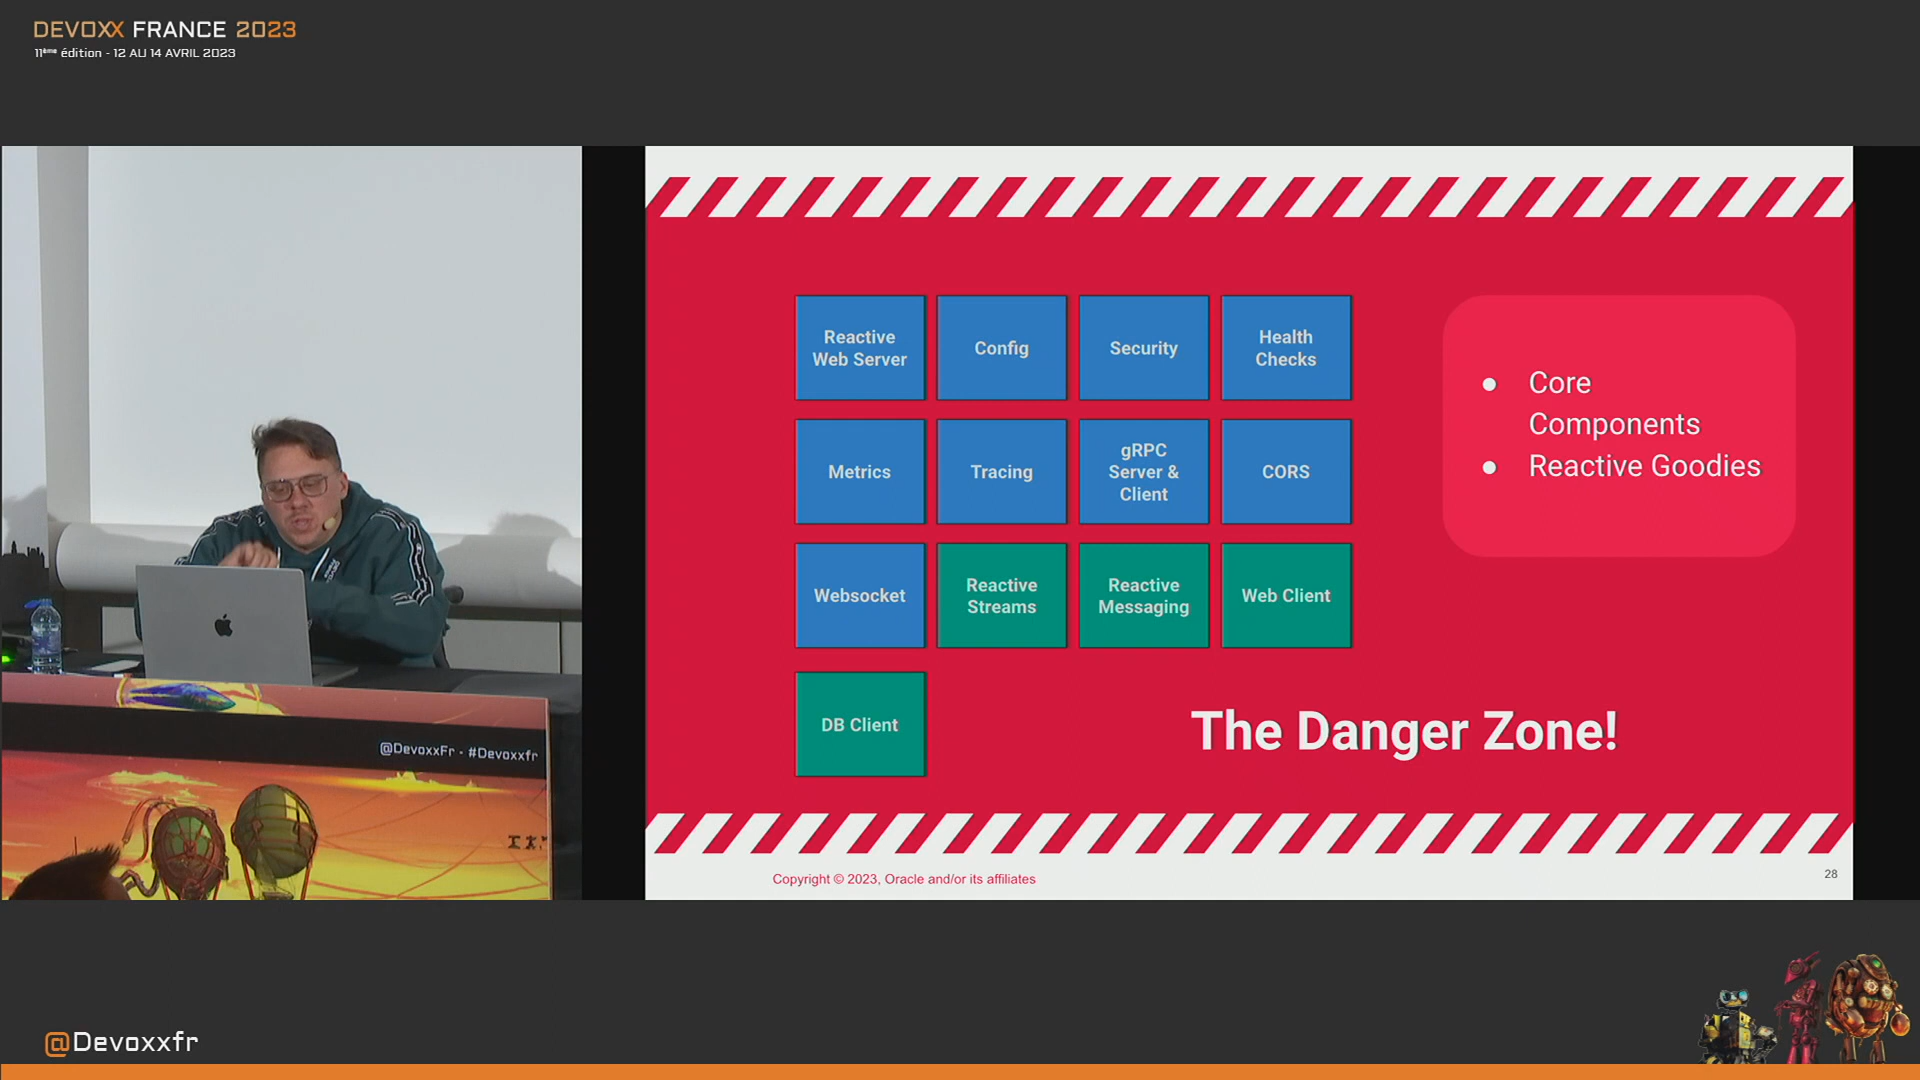 DEVOXX FRANCE 2023
11ème édition - 12 AU 14 AVRIL 2023
Reactive
Web Server
Config
Security
Health
Checks
Metrics
Tracing
gRPC
Server &
Client
CORS
Websocket
Reactive
Streams
Reactive
Messaging
Web Client
DB Client
● Core
Components
● Reactive Goodies
The Danger Zone!
Copyright © 2023, Oracle and/or its affiliates
28
@DevoxxFr - #Devoxxfr
@Devoxxfr